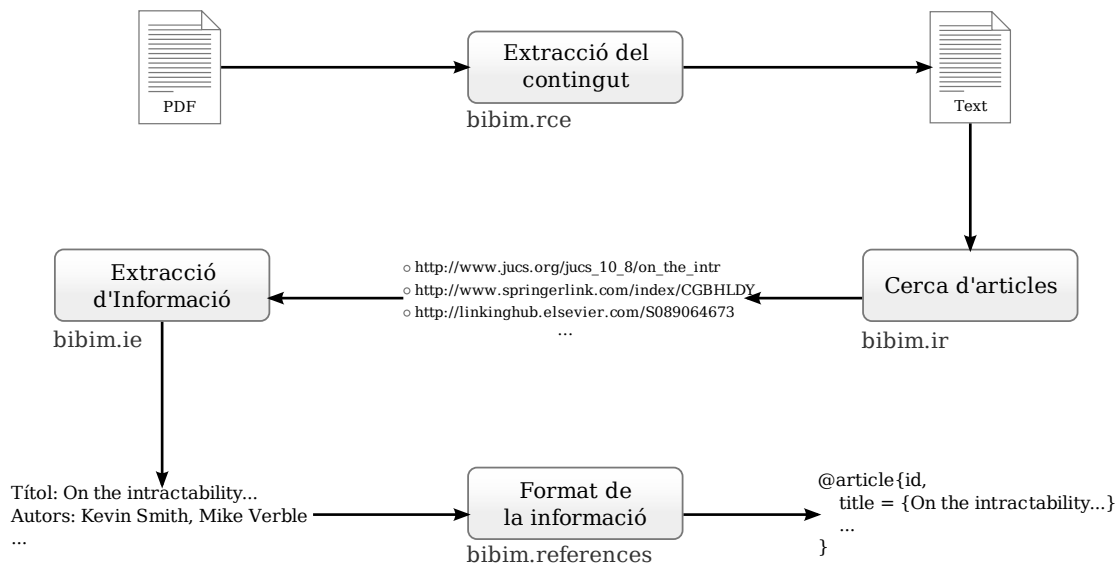 PDF
Extracció del
contingut
bibim.rce
Text
Extracció
d'Informació
bibim.ie
○ http://www.jucs.org/jucs_10_8/on_the_intr
○ http://www.springerlink.com/index/CGBHLDY
○ http://linkinghub.elsevier.com/S089064673
...
Cerca d'articles
bibim.ir
Títol: On the intractability...
Autors: Kevin Smith, Mike Verble
...
Format de
la informació
bibim.references
@article{id,
title = {On the intractability...}
...
}